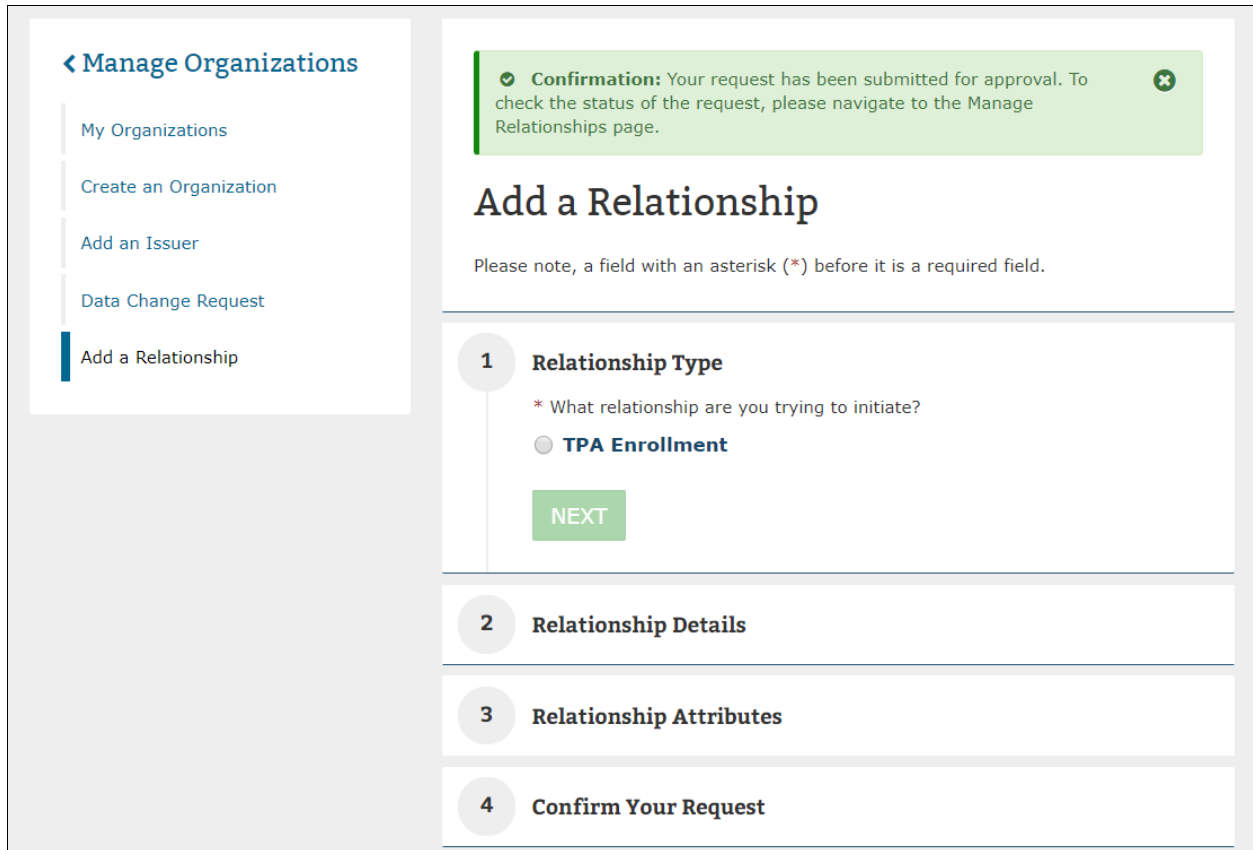 Manage Organizations
My Organizations
Create an Organization
Add an Issuer
Data Change Request
Add a Relationship
Confirmation: Your request has been submitted for approval. To
check the status of the request, please navigate to the Manage
Relationships page.
Add a Relationship
Please note, a field with an asterisk (*) before it is a required field.
1 Relationship Type
* What relationship are you trying to initiate?
TPA Enrollment
NEXT
2 Relationship Details
3 Relationship Attributes
4 Confirm Your Request